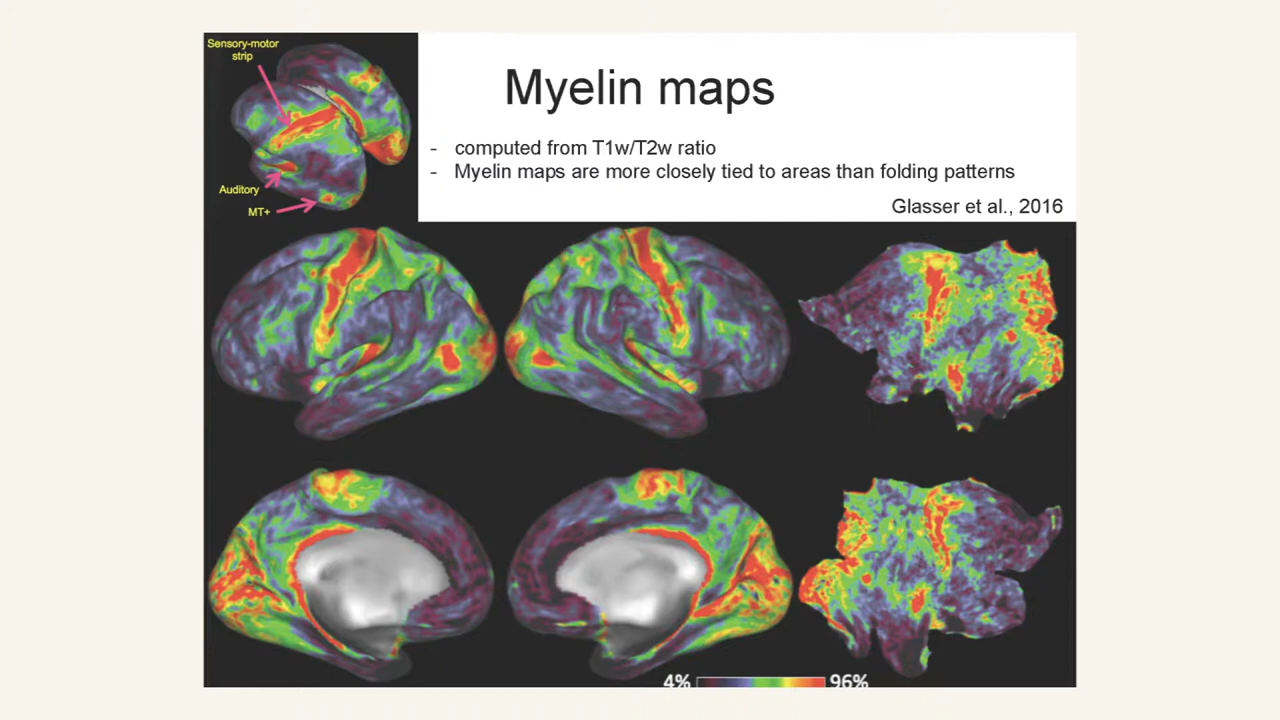 Sensory-motor
strip
Auditory
MT+
Myelin maps
- computed from T1w/T2w ratio
- Myelin maps are more closely tied to areas than folding patterns
Glasser et al., 2016
4% 96%